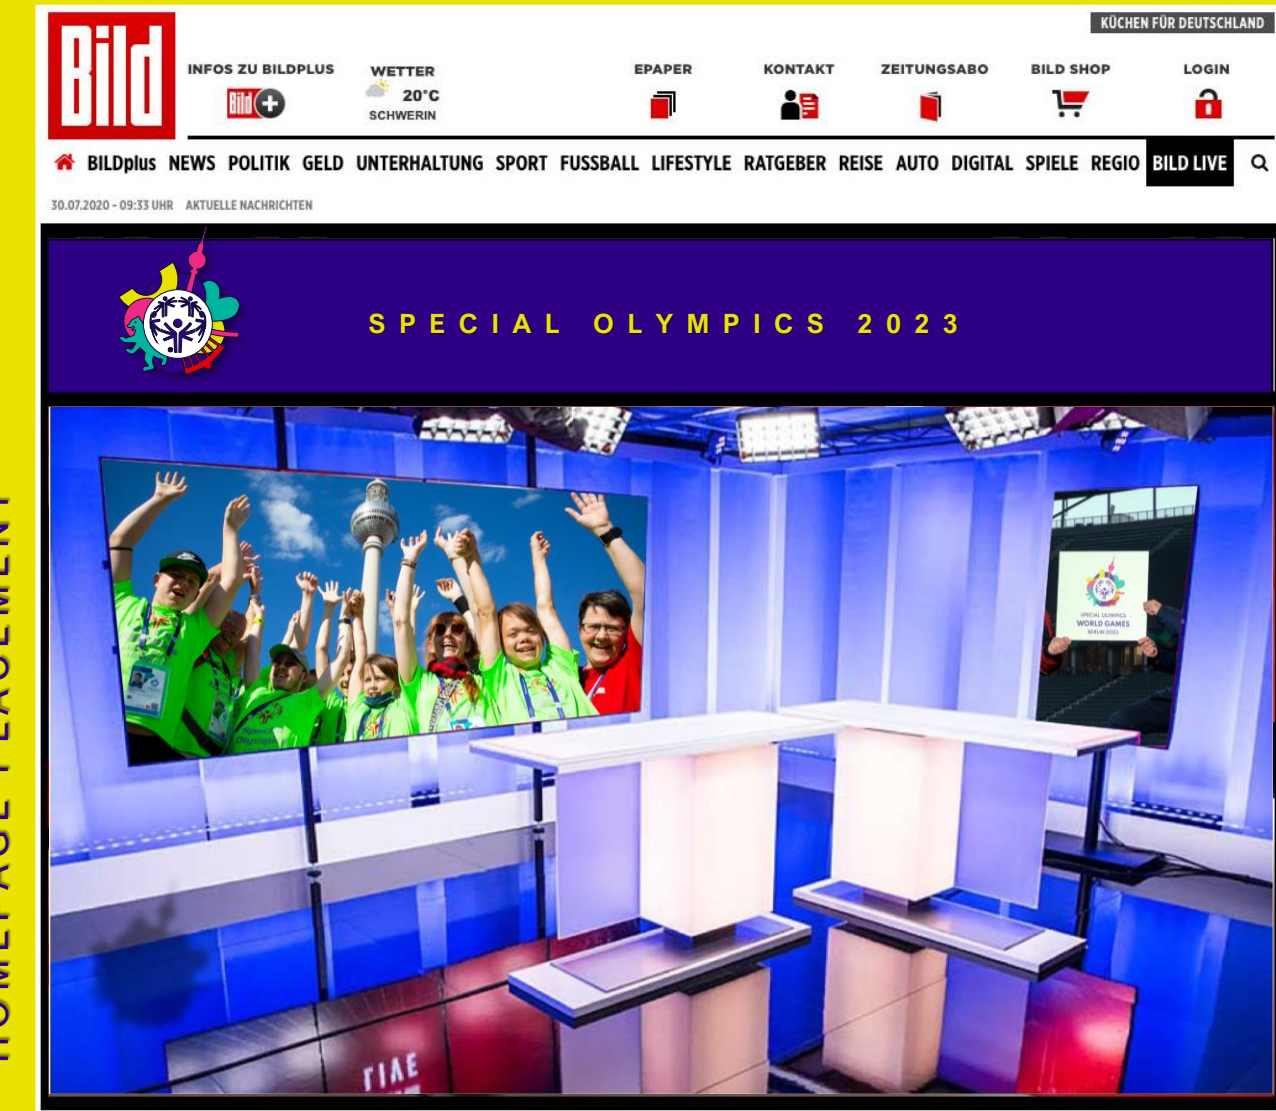 KÜCHEN FÜR DEUTSCHLAND
Bild
INFOS ZU BILDPLUS
WETTER
EPAPER
KONTAKT
ZEITUNGSABO
BILD SHOP
LOGIN
Bild +
20°C
SCHWERIN
BILDplus NEWS POLITIK GELD UNTERHALTUNG SPORT FUSSBALL LIFESTYLE RATGEBER REISE AUTO DIGITAL SPIELE REGIO BILD LIVE
30.07.2020 - 09:33 UHR AKTUELLE NACHRICHTEN
SPECIAL OLYMPICS 2023
SPECIAL OLYMPICS
WORLD GAMES
BERLIN 2023
HOMEPAGE PLACEMENT